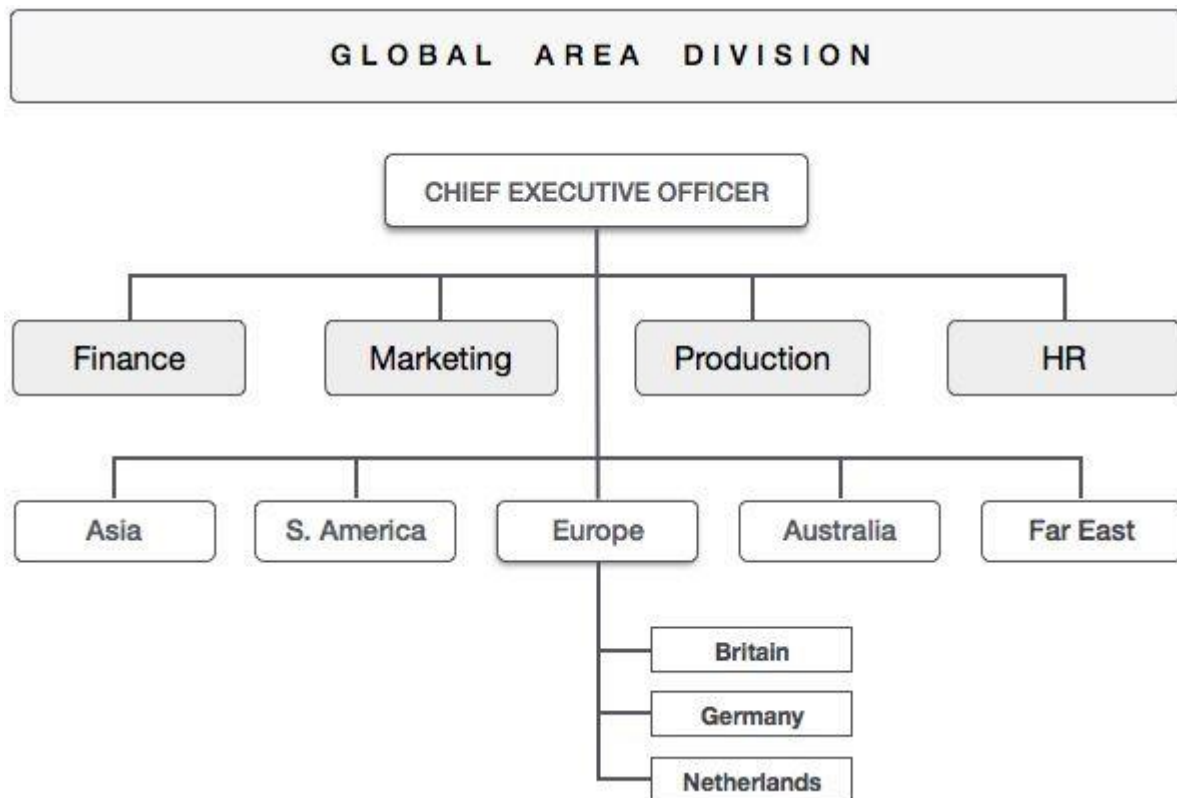 GLOBAL AREA DIVISION
CHIEF EXECUTIVE OFFICER
Finance
Marketing
Production
HR
Asia
S. America
Europe
Australia
Far East
Britain
Germany
Netherlands